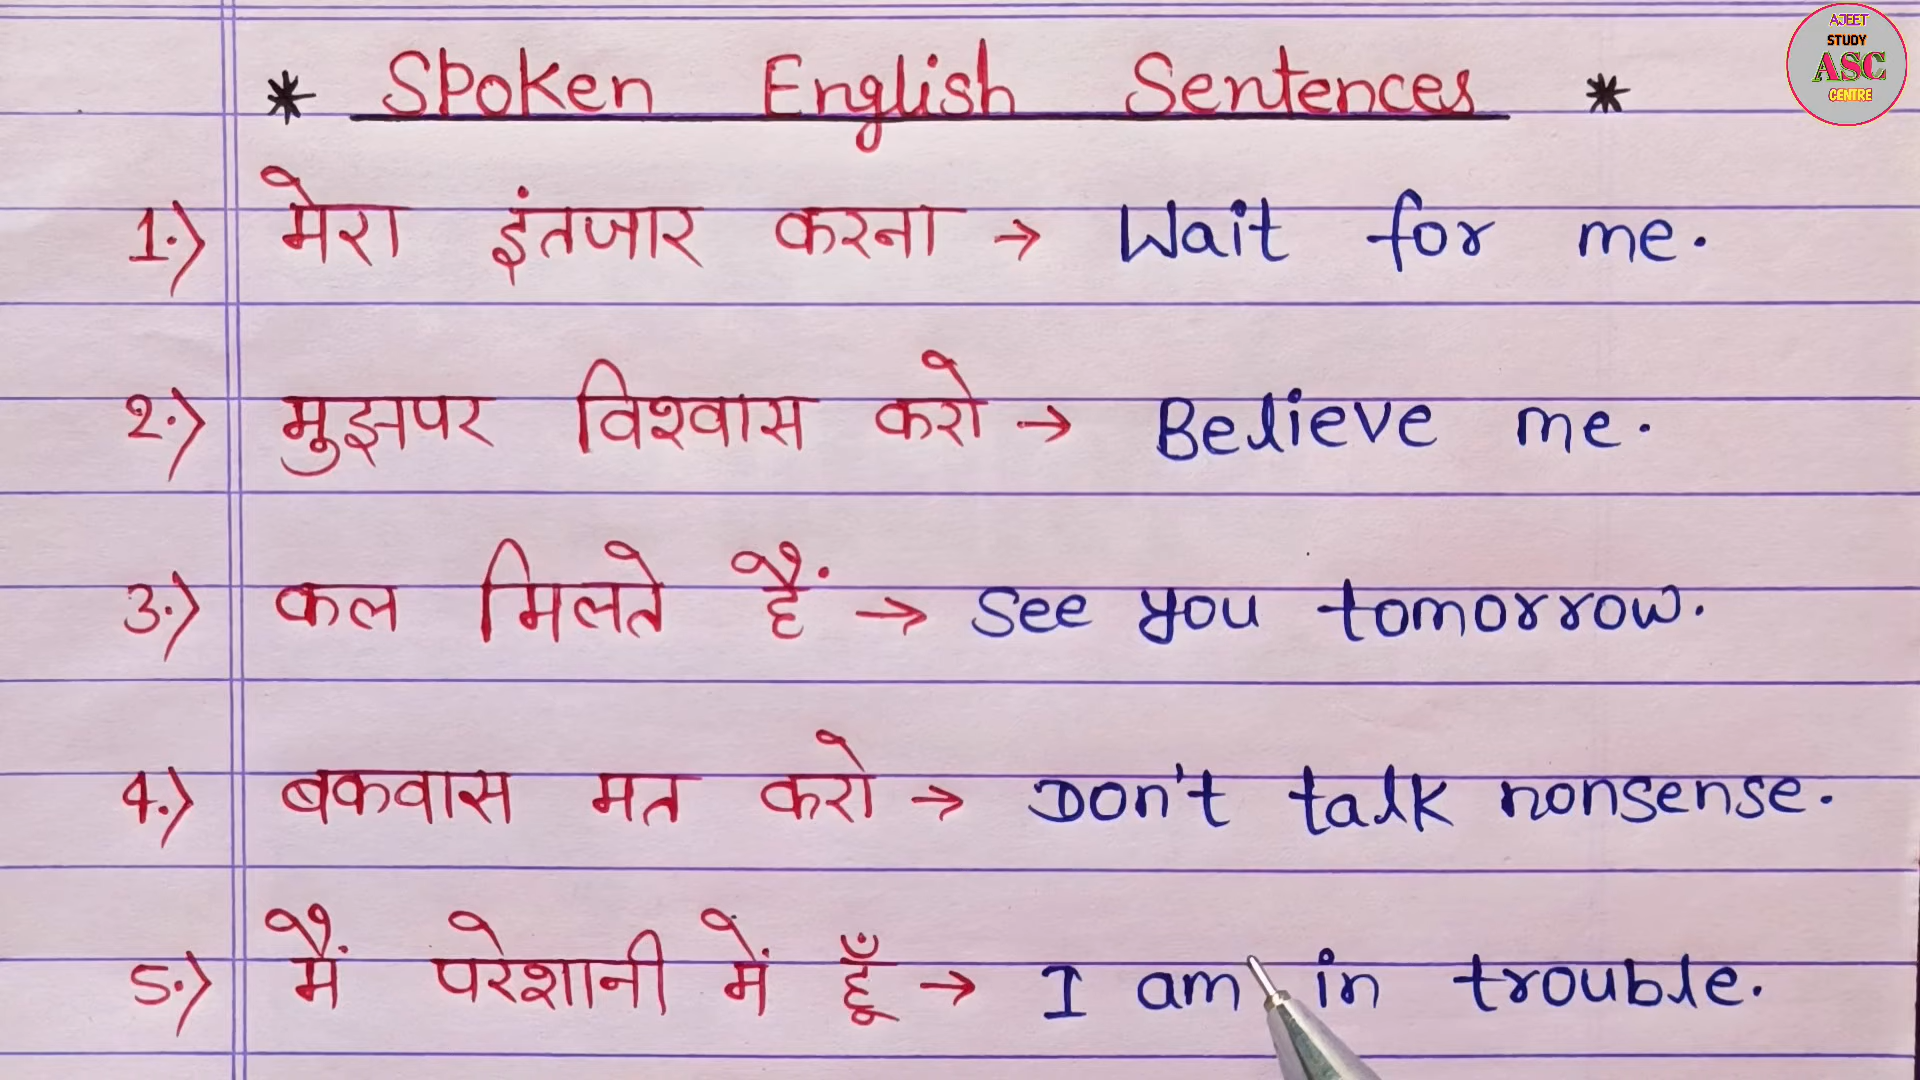 AJEET
STUDY
ASC
CENTRE
* Spoken English Sentences *
1.) मेरा इंतजार करना → Wait for me.
2.) मुझपर विश्वास करो → Believe me.
3.) कल मिलते हैं → See you tomorrow.
4.) बकवास मत करो → Don't talk nonsense.
5.) मैं परेशानी में हूँ → I am in trouble.